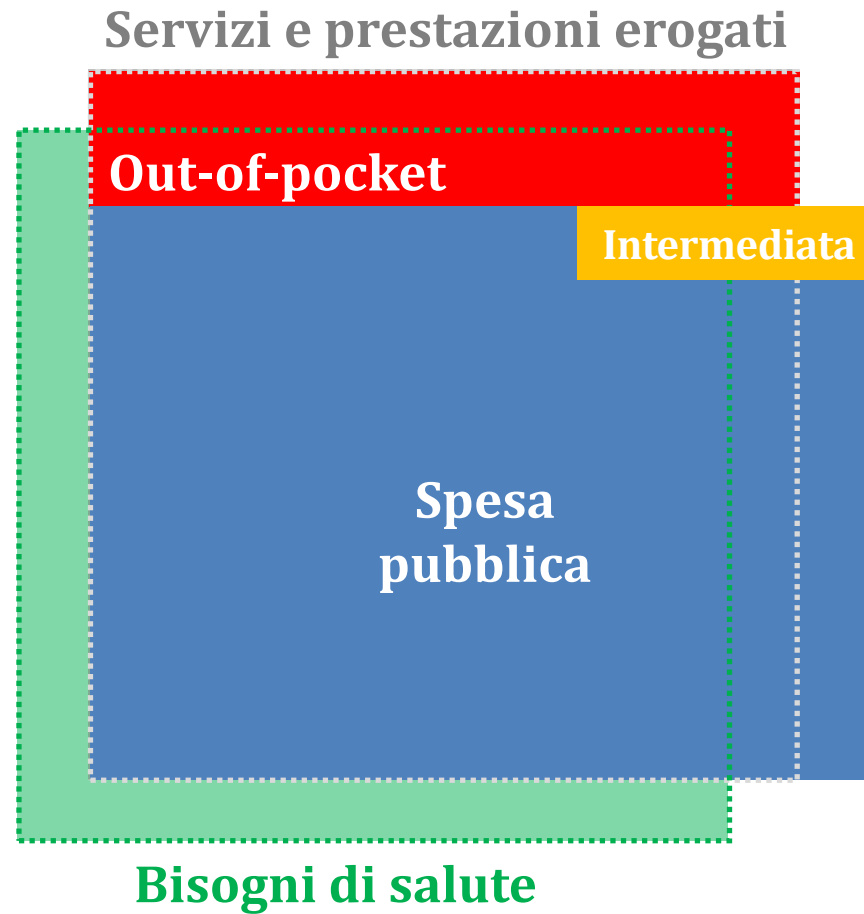 Servizi e prestazioni erogati
Out-of-pocket
Intermediata
Spesa
pubblica
Bisogni di salute